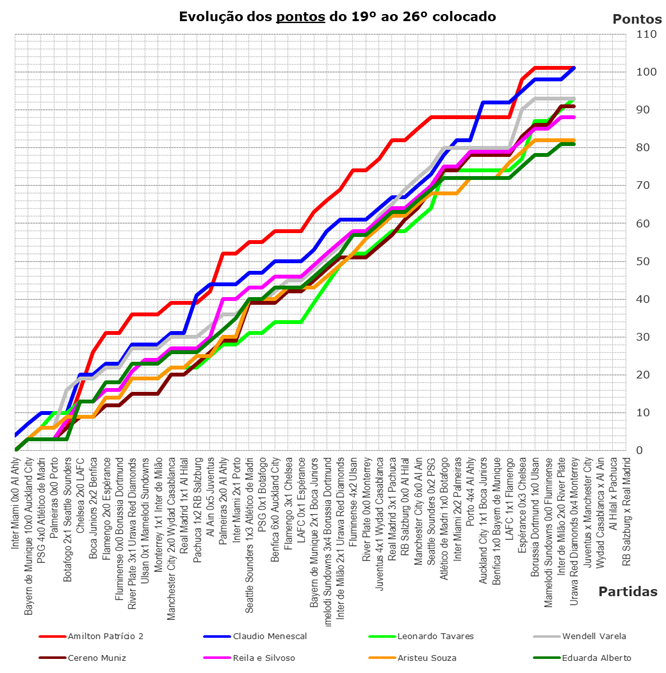 Evolução dos pontos do 19º ao 26º colocado
Pontos
110
100
90
80
70
60
50
40
30
20
10
0
Inter Miami 0x0 Al Ahly
Bayern de Munique 10x0 Auckland City
PSG 4x0 Atlético de Madri
Palmeiras 0x0 Porto
Botafogo 2x1 Seattle Sounders
Chelsea 2x0 LAFC
Boca Juniors 2x2 Benfica
Flamengo 2x0 Espérance
Fluminense 0x0 Borussia Dortmund
River Plate 3x1 Urawa Red Diamonds
Ulsan 0x1 Mamelodi Sundowns
Monterrey 1x1 Inter de Milão
Manchester City 2x0 Wydad Casablanca
Real Madrid 1x1 Al Hilal
Pachuca 1x2 RB Salzburg
Al Ain 0x5 Juventus
Palmeiras 2x0 Al Ahly
Inter Miami 2x1 Porto
Seattle Sounders 1x3 Atlético de Madri
PSG 0x1 Botafogo
Benfica 6x0 Auckland City
Flamengo 3x1 Chelsea
LAFC 0x1 Espérance
Bayern de Munique 2x1 Boca Juniors
amelodi Sundowns 3x4 Borussia Dortmund
Inter de Milão 2x1 Urawa Red Diamonds
Fluminense 4x2 Ulsan
River Plate 0x0 Monterrey
Juventus 4x1 Wydad Casablanca
Real Madrid 3x1 Pachuca
RB Salzburg 0x0 Al Hilal
Manchester City 6x0 Al Ain
Seattle Sounders 0x2 PSG
Atlético de Madri 1x0 Botafogo
Inter Miami 2x2 Palmeiras
Porto 4x4 Al Ahly
Auckland City 1x1 Boca Juniors
Benfica 1x0 Bayern de Munique
LAFC 1x1 Flamengo
Espérance 0x3 Chelsea
Borussia Dortmund 1x0 Ulsan
Mamelodi Sundowns 0x0 Fluminense
Inter de Milão 2x0 River Plate
Urawa Red Diamonds 0x4 Monterrey
Juventus x Manchester City
Wydad Casablanca x Al Ain
Al Hilal x Pachuca
RB Salzburg x Real Madrid
Partidas
Amilton Patrício 2
Claudio Menescal
Leonardo Tavares
Wendell Varela
Cereno Muniz
Reila e Silvoso
Aristeu Souza
Eduarda Alberto